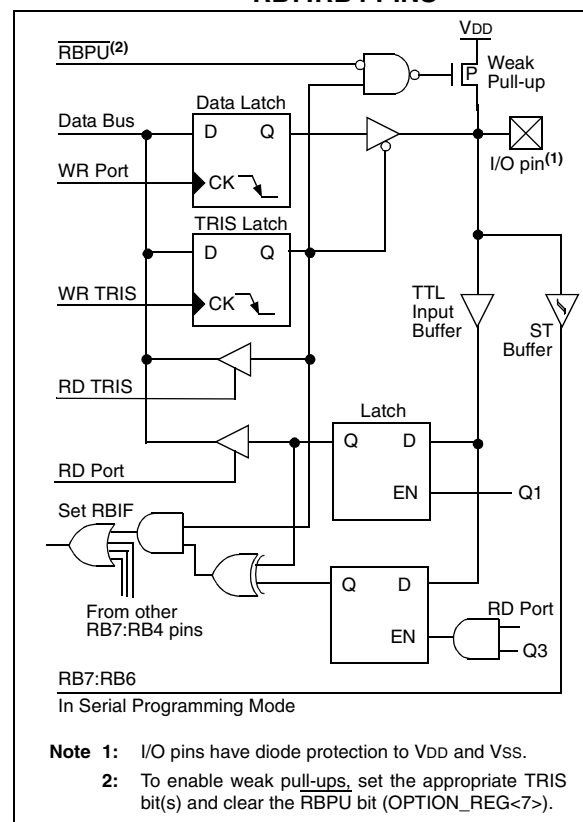 RB7:RB4 PINS
VDD
RBPU(2)
Weak
Pull-up
P
Data Latch
Data Bus
D Q
I/O pin(1)
WR Port
CK
TRIS Latch
D Q
WR TRIS
CK
TTL
Input
Buffer
ST
Buffer
RD TRIS
Latch
Q D
RD Port
EN
Q1
Set RBIF
Q D
RD Port
From other
RB7:RB4 pins
EN
Q3
RB7:RB6
In Serial Programming Mode
Note 1: I/O pins have diode protection to VDD and VSS.
2: To enable weak pull-ups, set the appropriate TRIS
bit(s) and clear the RBPU bit (OPTION_REG<7>).